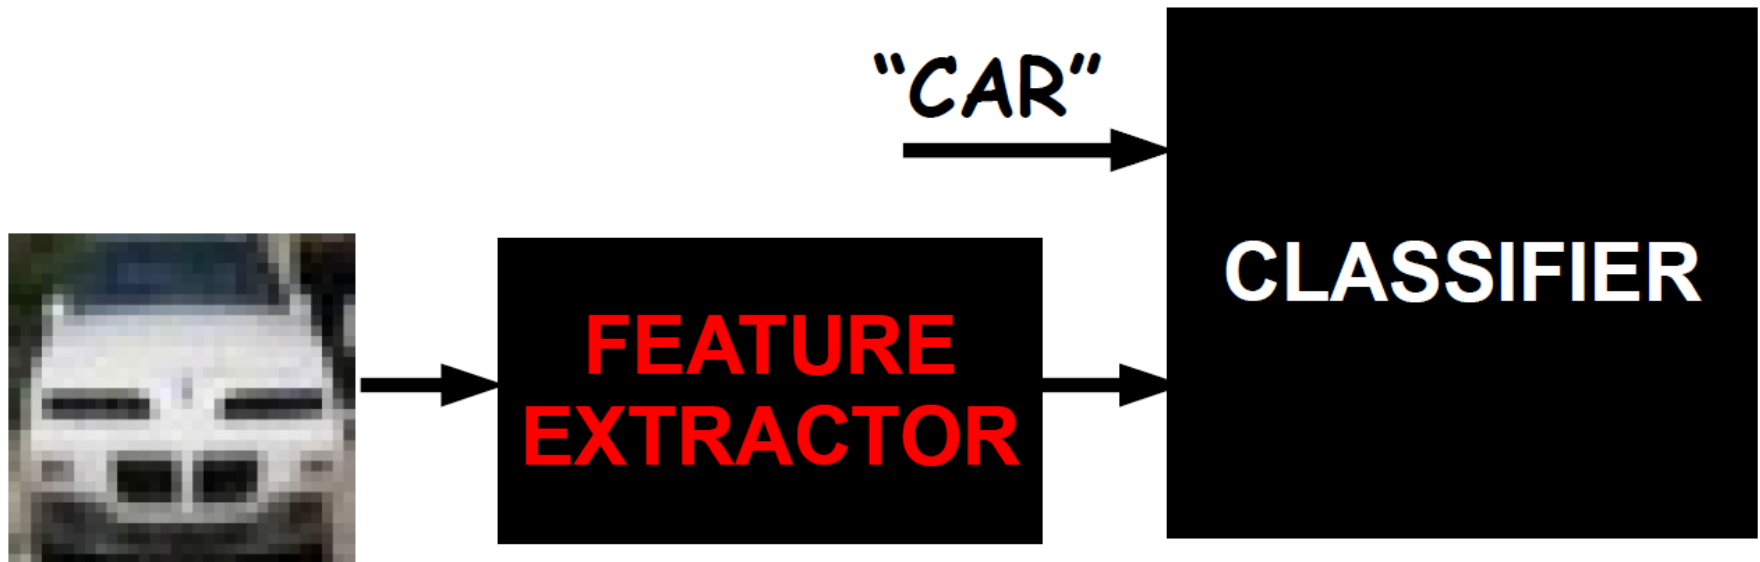 “CAR”
CLASSIFIER
FEATURE
EXTRACTOR